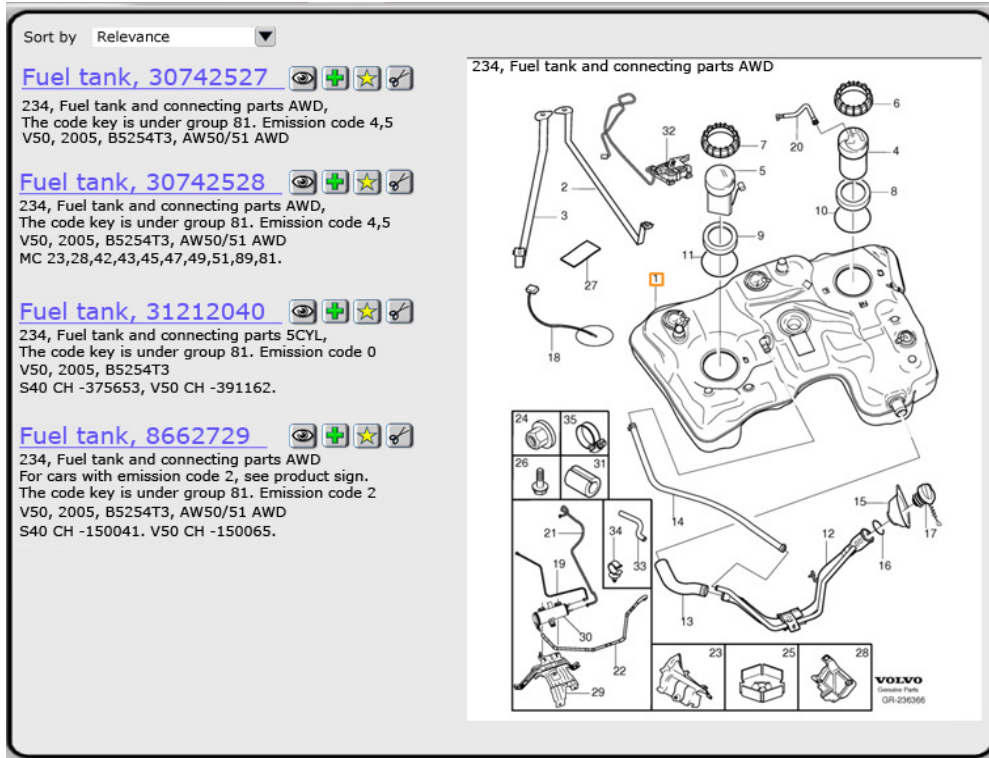 Sort by Relevance
Fuel tank, 30742527
234, Fuel tank and connecting parts AWD,
The code key is under group 81. Emission code 4,5
V50, 2005, B5254T3, AW50/51 AWD
Fuel tank, 30742528
234, Fuel tank and connecting parts AWD,
The code key is under group 81. Emission code 4,5
V50, 2005, B5254T3, AW50/51 AWD
MC 23,28,42,43,45,47,49,51,89,81.
Fuel tank, 31212040
234, Fuel tank and connecting parts 5CYL,
The code key is under group 81. Emission code 0
V50, 2005, B5254T3
S40 CH -375653, V50 CH -391162.
Fuel tank, 8662729
234, Fuel tank and connecting parts AWD
For cars with emission code 2, see product sign.
The code key is under group 81. Emission code 2
V50, 2005, B5254T3, AW50/51 AWD
S40 CH -150041. V50 CH -150065.
234, Fuel tank and connecting parts AWD
6
32
20
7
4
5
2
8
3
10
9
11
1
27
18
24
35
26
31
15
14
34
21
12
17
33
16
19
13
30
22
23
25
28
29
VOLVO
Genuine Parts
GR-236366